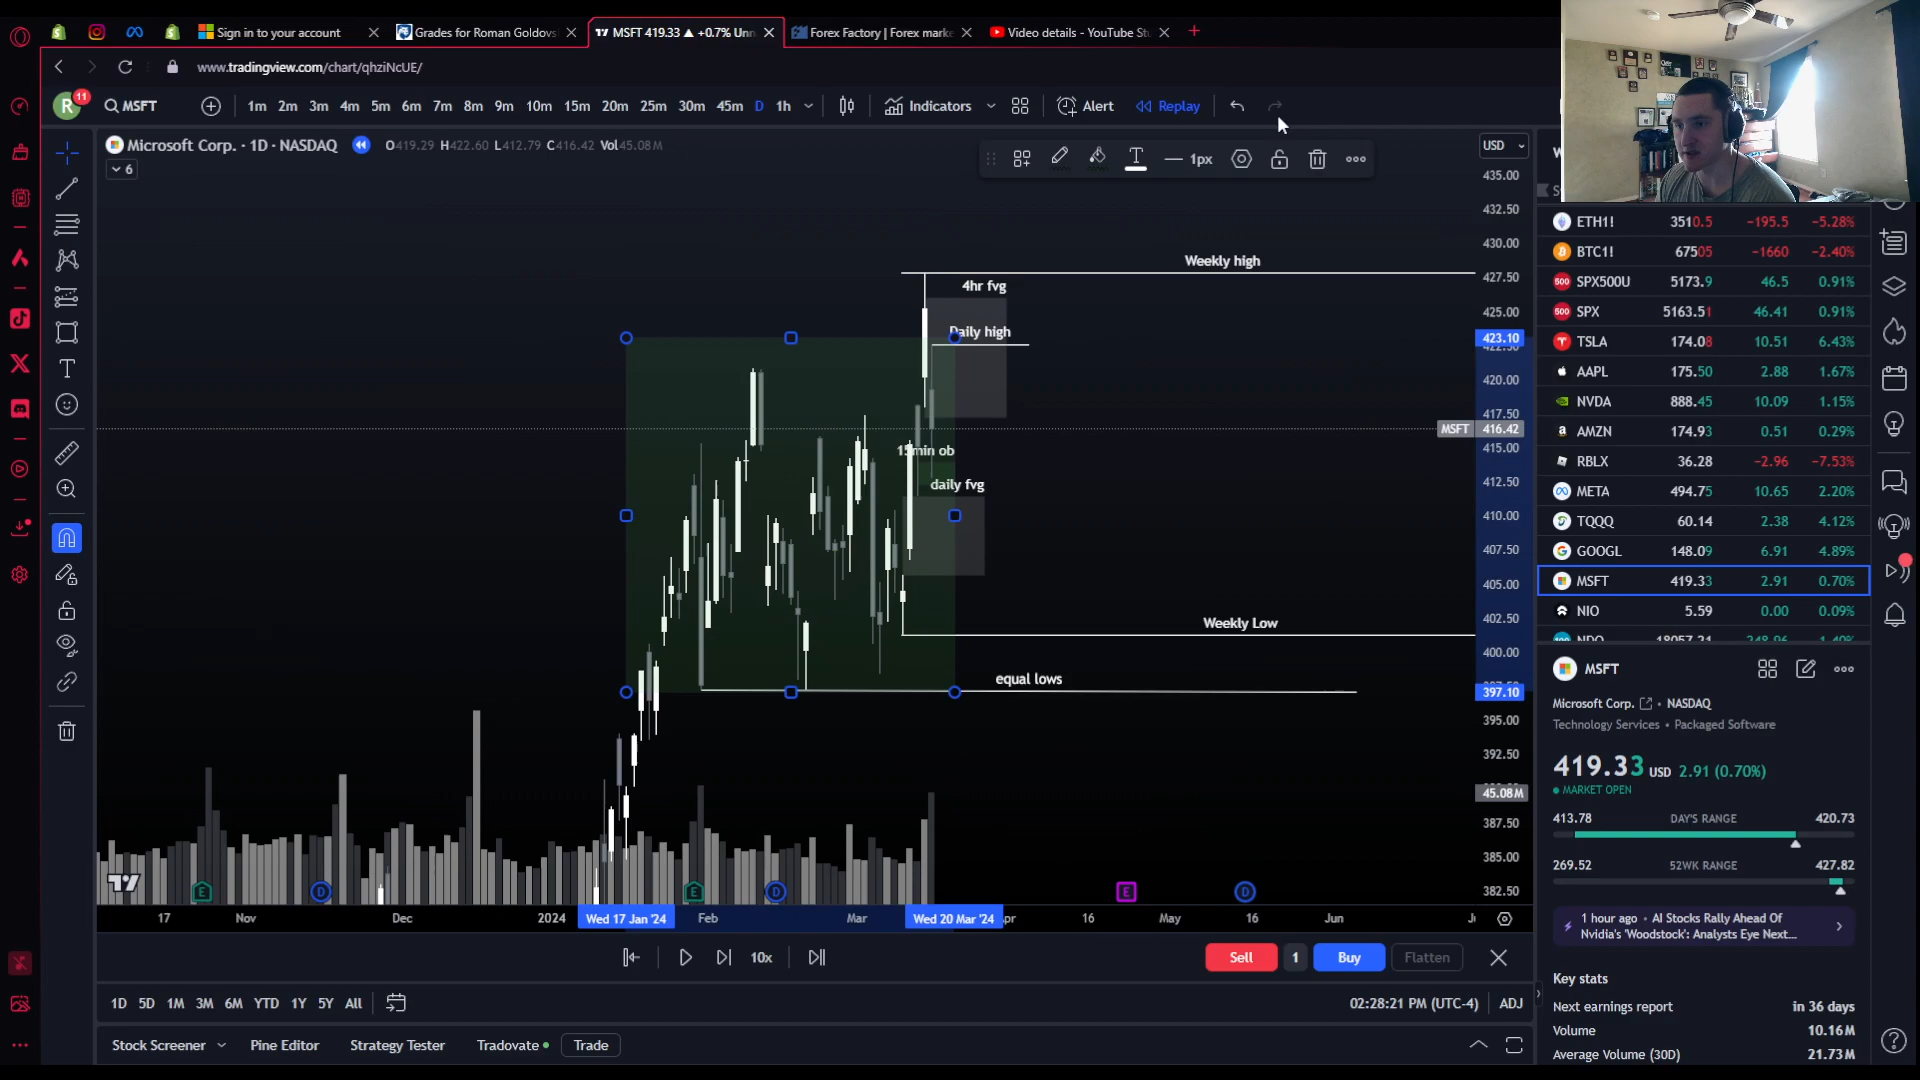 Sign in to your account
Grades for Roman Goldovs
MSFT 419.33 ▲ +0.7% Unn
Forex Factory | Forex marke
Video details - YouTube St
www.tradingview.com/chart/qhziNcUE/
R
11
MSFT
1m 2m 3m 4m 5m 6m 7m 8m 9m 10m 15m 20m 25m 30m 45m D 1h
Indicators
Alert
Replay
Microsoft Corp. · 1D · NASDAQ
O419.29 H422.60 L412.79 C416.42 Vol45.08M
6
1px
USD
435.00
432.50
430.00
Weekly high
427.50
4hr fvg
425.00
Daily high
423.10
420.00
417.50
MSFT 416.42
15min ob
415.00
daily fvg
412.50
410.00
407.50
405.00
402.50
Weekly Low
400.00
equal lows
397.10
395.00
392.50
45.08M
387.50
385.00
382.50
17 Nov Dec 2024 Wed 17 Jan '24 Feb Mar Wed 20 Mar '24 16 May 16 Jun
E D E D E D
10x
Sell 1 Buy Flatten
1D 5D 1M 3M 6M YTD 1Y 5Y All
02:28:21 PM (UTC-4) ADJ
Stock Screener
Pine Editor
Strategy Tester
Tradovate
Trade
ETH1! 3510.5 −195.5 −5.28%
BTC1! 67505 −1660 −2.40%
SPX500U 5173.9 46.5 0.91%
SPX 5163.51 46.41 0.91%
TSLA 174.08 10.51 6.43%
AAPL 175.50 2.88 1.67%
NVDA 888.45 10.09 1.15%
AMZN 174.93 0.51 0.29%
RBLX 36.28 −2.96 −7.53%
META 494.75 10.65 2.20%
TQQQ 60.14 2.38 4.12%
GOOGL 148.09 6.91 4.89%
MSFT 419.33 2.91 0.70%
NIO 5.59 0.00 0.09%
MSFT
Microsoft Corp. • NASDAQ
Technology Services • Packaged Software
419.33 USD 2.91 (0.70%)
MARKET OPEN
413.78 DAY'S RANGE 420.73
269.52 52WK RANGE 427.82
1 hour ago • AI Stocks Rally Ahead Of
Nvidia's 'Woodstock': Analysts Eye Next...
Key stats
Next earnings report in 36 days
Volume 10.16M
Average Volume (30D) 21.73M